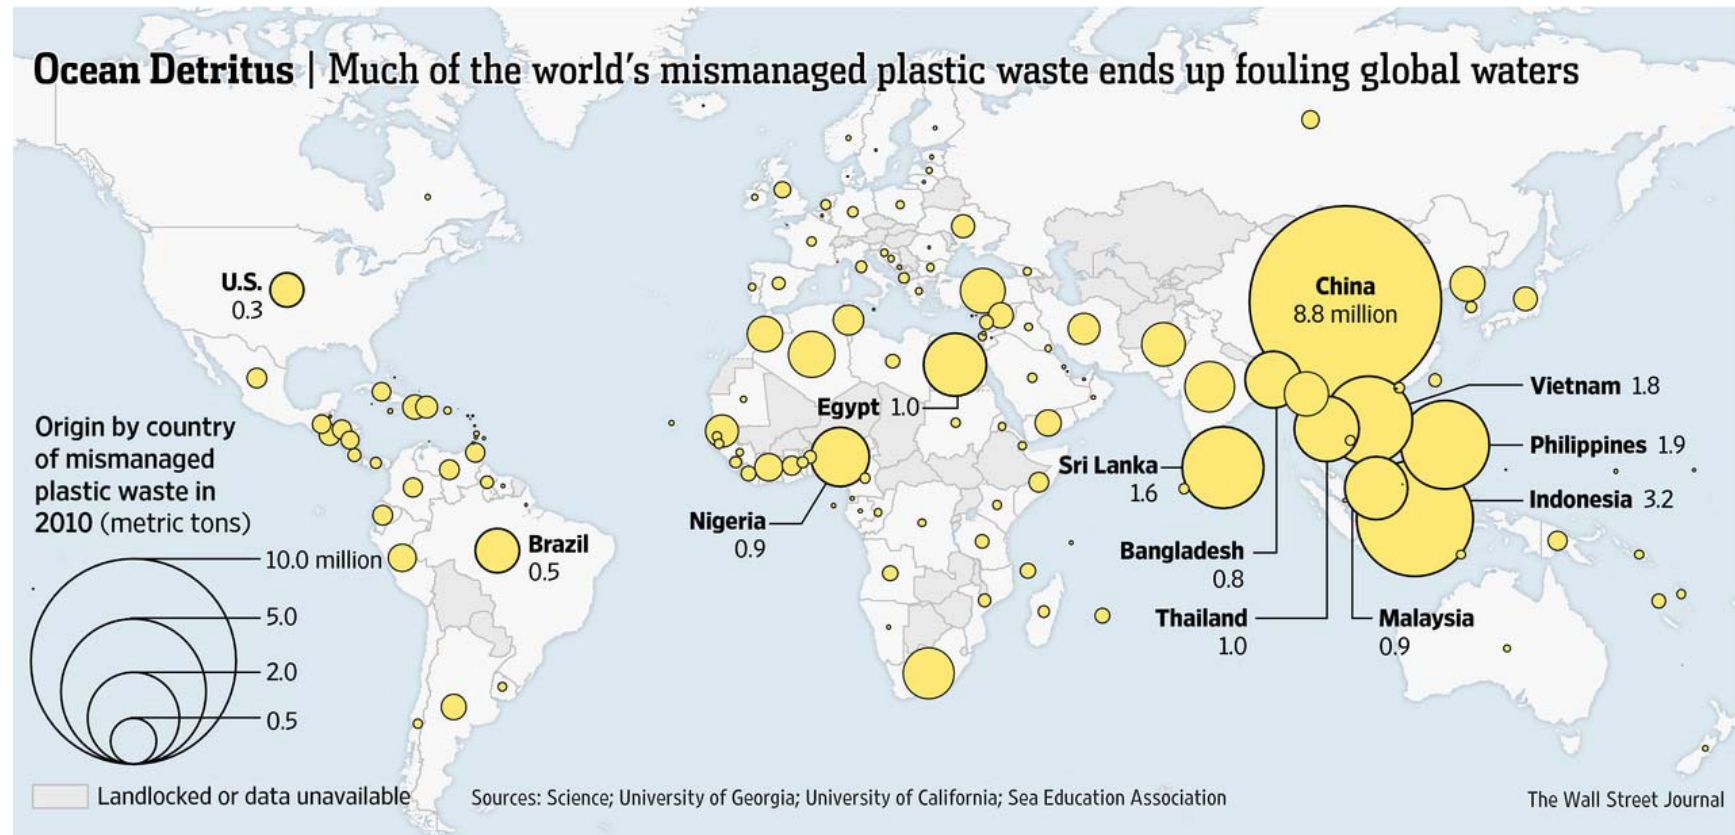 Ocean Detritus | Much of the world's mismanaged plastic waste ends up fouling global waters
U.S.
0.3
Origin by country
of mismanaged
plastic waste in
2010 (metric tons)
10.0 million
5.0
2.0
0.5
Landlocked or data unavailable
Brazil
0.5
Egypt 1.0
Nigeria
0.9
China
8.8 million
Sri Lanka
1.6
Bangladesh
0.8
Thailand
1.0
Malaysia
0.9
Vietnam 1.8
Philippines 1.9
Indonesia 3.2
Sources: Science; University of Georgia; University of California; Sea Education Association
The Wall Street Journal